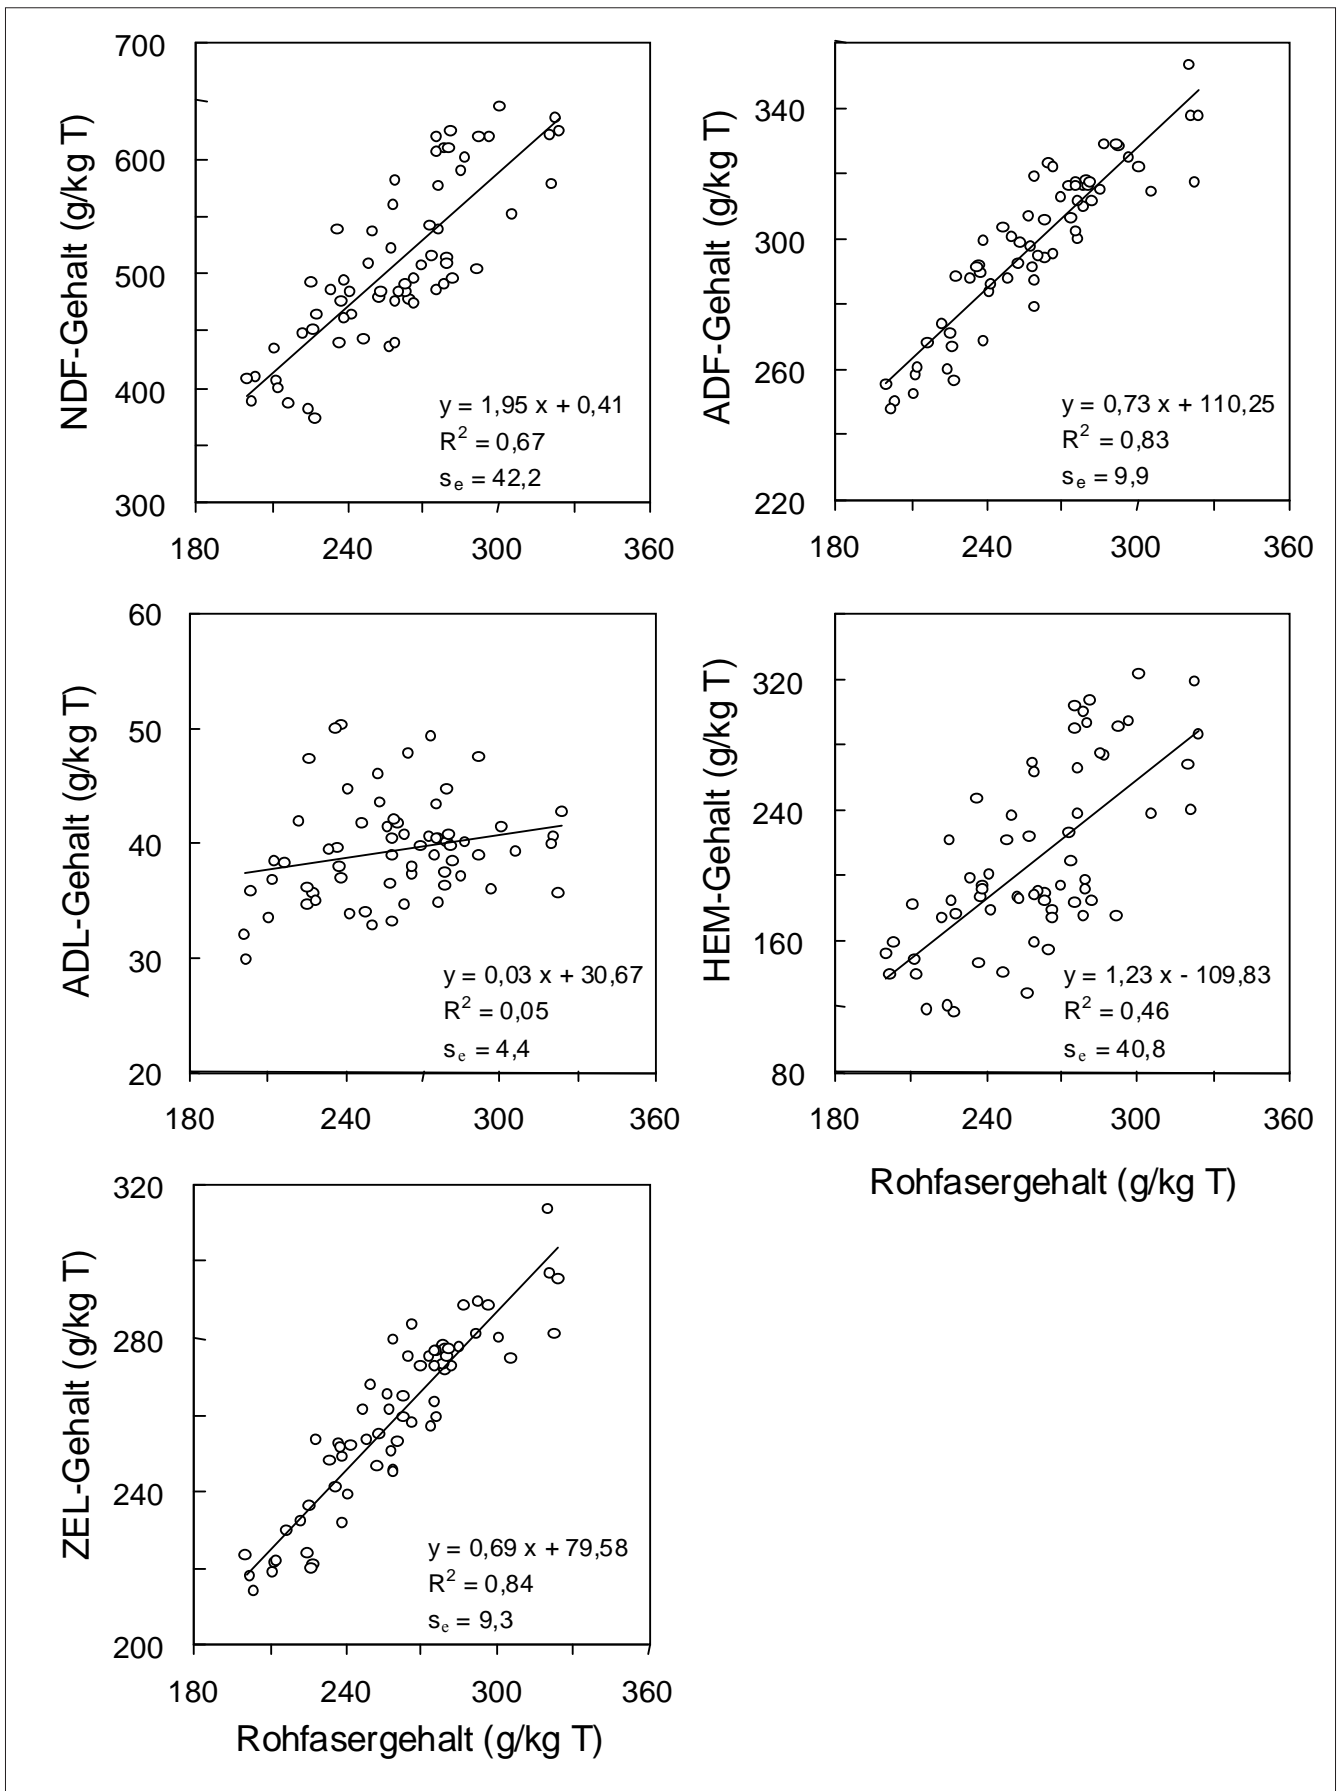 700
600
500
400
300
NDF-Gehalt (g/kg T)
y = 1,95 x + 0,41
R² = 0,67
sₑ = 42,2
180 240 300 360
340
300
260
220
ADF-Gehalt (g/kg T)
y = 0,73 x + 110,25
R² = 0,83
sₑ = 9,9
180 240 300 360
60
50
40
30
20
ADL-Gehalt (g/kg T)
y = 0,03 x + 30,67
R² = 0,05
sₑ = 4,4
180 240 300 360
320
240
160
80
HEM-Gehalt (g/kg T)
y = 1,23 x - 109,83
R² = 0,46
sₑ = 40,8
180 240 300 360
Rohfasergehalt (g/kg T)
320
280
240
200
ZEL-Gehalt (g/kg T)
y = 0,69 x + 79,58
R² = 0,84
sₑ = 9,3
180 240 300 360
Rohfasergehalt (g/kg T)